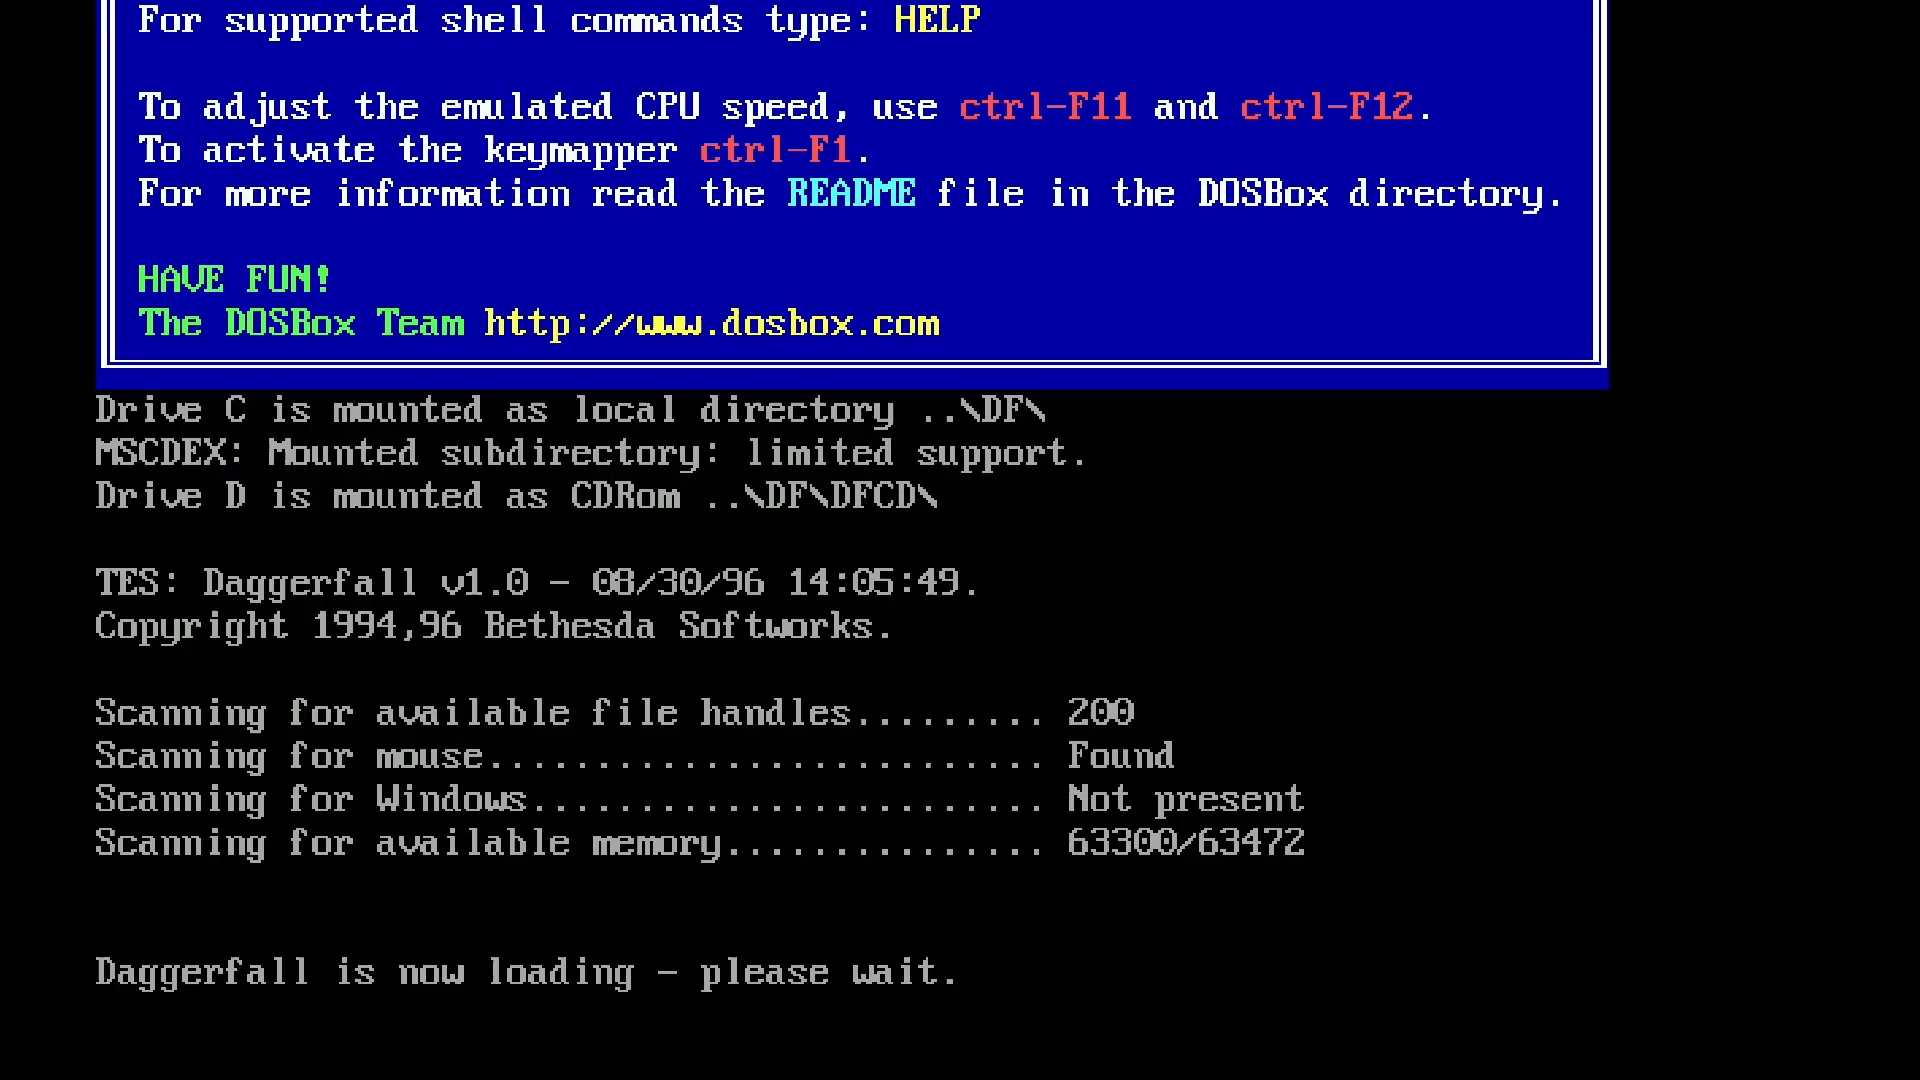 For supported shell commands type: HELP
To adjust the emulated CPU speed, use ctrl-F11 and ctrl-F12.
To activate the keymapper ctrl-F1.
For more information read the README file in the DOSBox directory.
HAVE FUN!
The DOSBox Team http://www.dosbox.com
Drive C is mounted as local directory ..\DF\
MSCDEX: Mounted subdirectory: limited support.
Drive D is mounted as CDRom ..\DF\DFCD\
TES: Daggerfall v1.0 - 08/30/96 14:05:49.
Copyright 1994,96 Bethesda Softworks.
Scanning for available file handles......... 200
Scanning for mouse.......................... Found
Scanning for Windows........................ Not present
Scanning for available memory............... 63300/63472
Daggerfall is now loading - please wait.